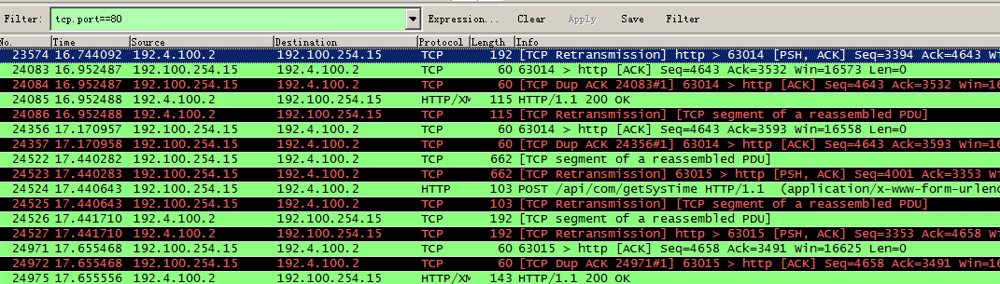 Filter: tcp.port==80 Expression... Clear Apply Save Filter
No. Time Source Destination Protocol Length Info
23574 16.744092 192.4.100.2 192.100.254.15 TCP 192 [TCP Retransmission] http > 63014 [PSH, ACK] Seq=3394 Ack=4643 Wi
24083 16.952487 192.100.254.15 192.4.100.2 TCP 60 63014 > http [ACK] Seq=4643 Ack=3532 Win=16573 Len=0
24084 16.952487 192.100.254.15 192.4.100.2 TCP 60 [TCP Dup ACK 24083#1] 63014 > http [ACK] Seq=4643 Ack=3532 Win=16
24085 16.952488 192.4.100.2 192.100.254.15 HTTP/XM 115 HTTP/1.1 200 OK
24086 16.952488 192.4.100.2 192.100.254.15 TCP 115 [TCP Retransmission] [TCP segment of a reassembled PDU]
24356 17.170957 192.100.254.15 192.4.100.2 TCP 60 63014 > http [ACK] Seq=4643 Ack=3593 Win=16558 Len=0
24357 17.170958 192.100.254.15 192.4.100.2 TCP 60 [TCP Dup ACK 24356#1] 63014 > http [ACK] Seq=4643 Ack=3593 Win=16
24522 17.440282 192.100.254.15 192.4.100.2 TCP 662 [TCP segment of a reassembled PDU]
24523 17.440283 192.100.254.15 192.4.100.2 TCP 662 [TCP Retransmission] 63015 > http [PSH, ACK] Seq=4001 Ack=3353 Wi
24524 17.440643 192.100.254.15 192.4.100.2 HTTP 103 POST /api/com/getSysTime HTTP/1.1 (application/x-www-form-urlenc
24525 17.440643 192.100.254.15 192.4.100.2 TCP 103 [TCP Retransmission] [TCP segment of a reassembled PDU]
24526 17.441710 192.4.100.2 192.100.254.15 TCP 192 [TCP segment of a reassembled PDU]
24527 17.441710 192.4.100.2 192.100.254.15 TCP 192 [TCP Retransmission] http > 63015 [PSH, ACK] Seq=3353 Ack=4658 Wi
24971 17.655468 192.100.254.15 192.4.100.2 TCP 60 63015 > http [ACK] Seq=4658 Ack=3491 Win=16625 Len=0
24972 17.655468 192.100.254.15 192.4.100.2 TCP 60 [TCP Dup ACK 24971#1] 63015 > http [ACK] Seq=4658 Ack=3491 Win=16
24975 17.655556 192.4.100.2 192.100.254.15 HTTP/XM 143 HTTP/1.1 200 OK